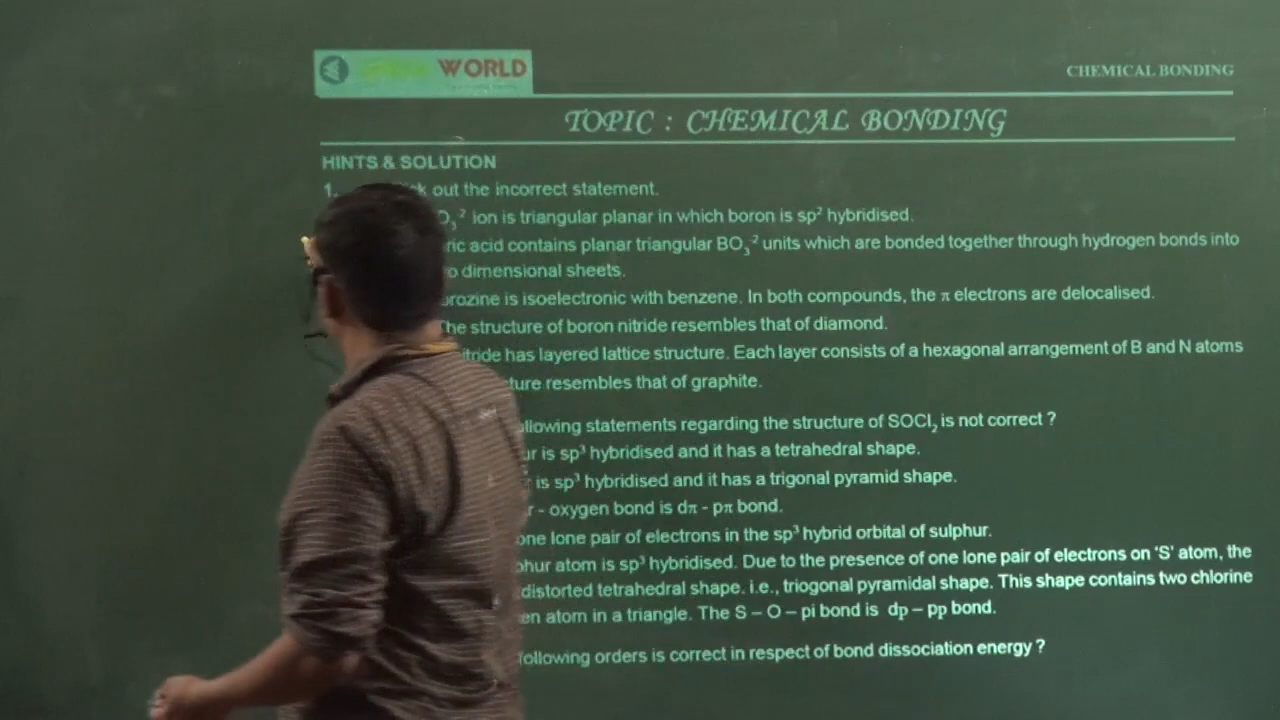 WORLD
CHEMICAL BONDING
TOPIC : CHEMICAL BONDING
HINTS & SOLUTION
1. out the incorrect statement.
ion is triangular planar in which boron is sp² hybridised.
acid contains planar triangular BO₃² units which are bonded together through hydrogen bonds into
dimensional sheets.
is isoelectronic with benzene. In both compounds, the π electrons are delocalised.
The structure of boron nitride resembles that of diamond.
has layered lattice structure. Each layer consists of a hexagonal arrangement of B and N atoms
resembles that of graphite.
statements regarding the structure of SOCl₂ is not correct ?
is sp³ hybridised and it has a tetrahedral shape.
is sp³ hybridised and it has a trigonal pyramid shape.
- oxygen bond is dπ - pπ bond.
one lone pair of electrons in the sp³ hybrid orbital of sulphur.
atom is sp³ hybridised. Due to the presence of one lone pair of electrons on 'S' atom, the
distorted tetrahedral shape. i.e., triogonal pyramidal shape. This shape contains two chlorine
atom in a triangle. The S – O – pi bond is dp – pp bond.
following orders is correct in respect of bond dissociation energy ?